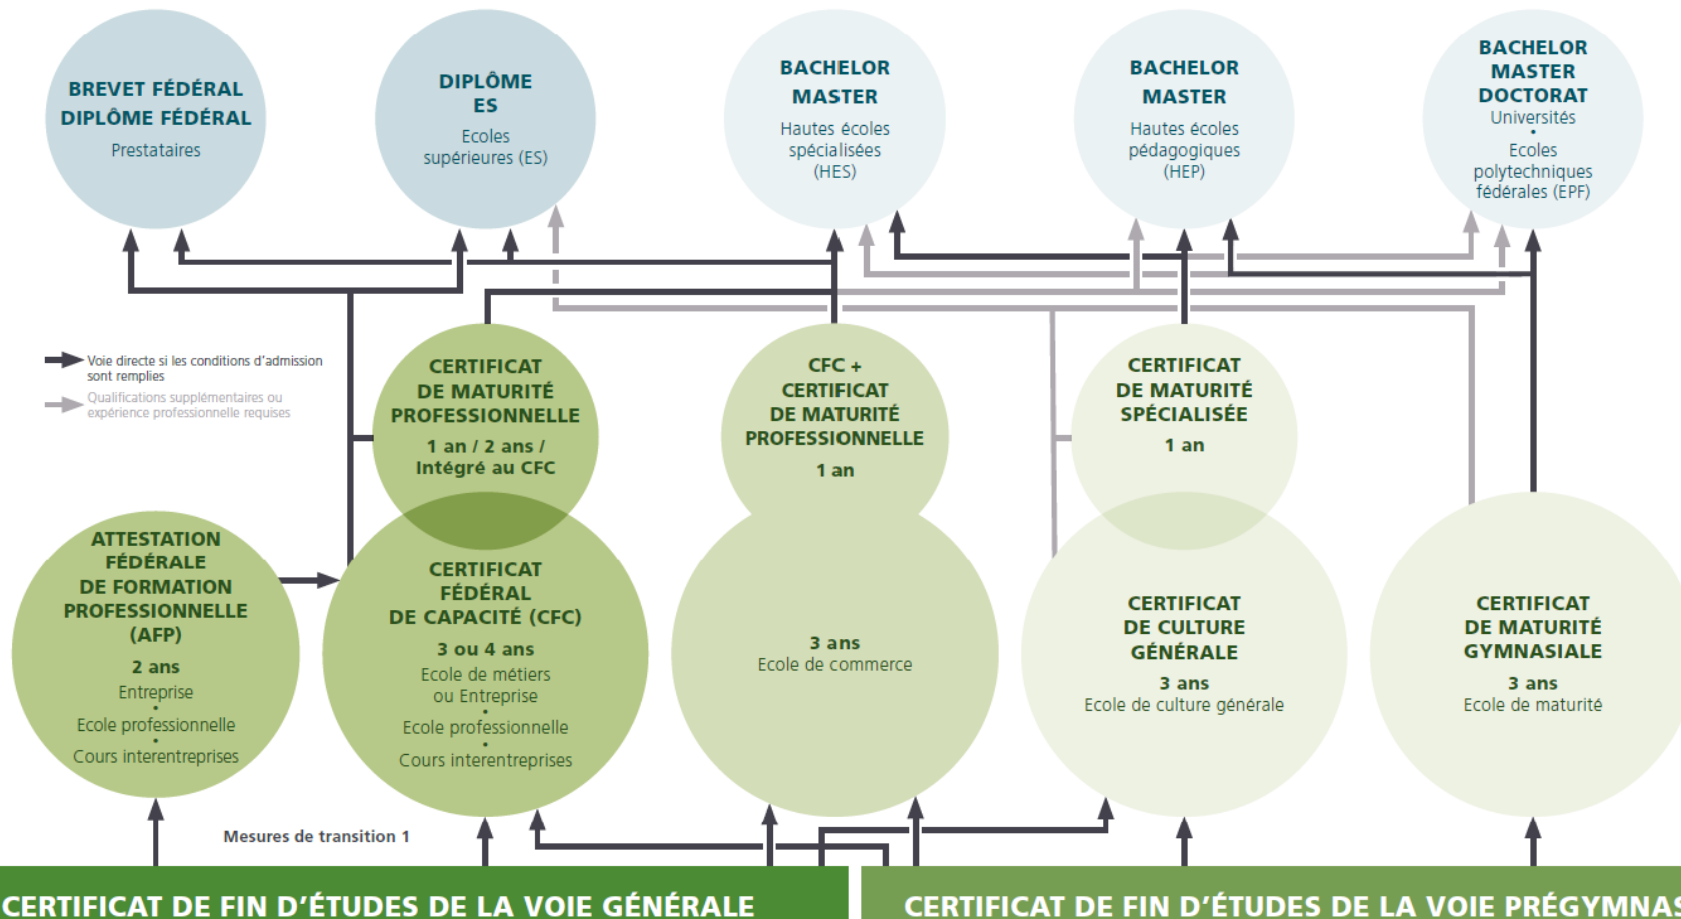 BREVET FÉDÉRAL
DIPLÔME FÉDÉRAL
Prestataires
DIPLÔME
ES
Ecoles
supérieures (ES)
BACHELOR
MASTER
Hautes écoles
spécialisées
(HES)
BACHELOR
MASTER
Hautes écoles
pédagogiques
(HEP)
BACHELOR
MASTER
DOCTORAT
Universités
•
Ecoles
polytechniques
fédérales (EPF)
Voie directe si les conditions d'admission
sont remplies
Qualifications supplémentaires ou
expérience professionnelle requises
CERTIFICAT
DE MATURITÉ
PROFESSIONNELLE
1 an / 2 ans /
Intégré au CFC
CFC +
CERTIFICAT
DE MATURITÉ
PROFESSIONNELLE
1 an
CERTIFICAT
DE MATURITÉ
SPÉCIALISÉE
1 an
ATTESTATION
FÉDÉRALE
DE FORMATION
PROFESSIONNELLE
(AFP)
2 ans
Entreprise
•
Ecole professionnelle
•
Cours interentreprises
CERTIFICAT
FÉDÉRAL
DE CAPACITÉ (CFC)
3 ou 4 ans
Ecole de métiers
ou Entreprise
•
Ecole professionnelle
•
Cours interentreprises
3 ans
Ecole de commerce
CERTIFICAT
DE CULTURE
GÉNÉRALE
3 ans
Ecole de culture générale
CERTIFICAT
DE MATURITÉ
GYMNASIALE
3 ans
Ecole de maturité
Mesures de transition 1
CERTIFICAT DE FIN D'ÉTUDES DE LA VOIE GÉNÉRALE
CERTIFICAT DE FIN D'ÉTUDES DE LA VOIE PRÉGYMNAS